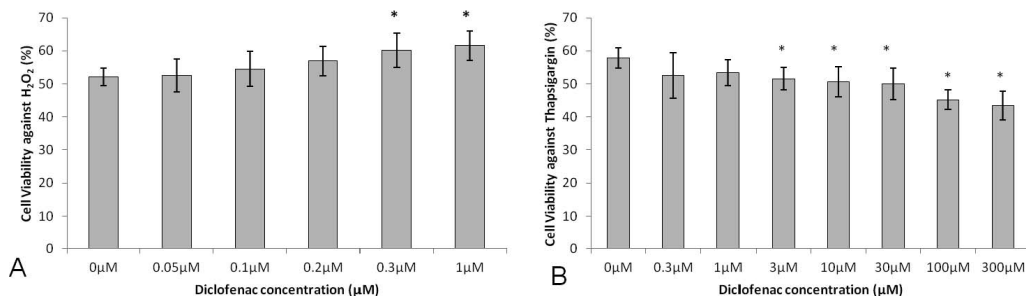 Cell Viability against H₂O₂ (%)
70
60
50
40
30
20
10
0
* *
0μM 0.05μM 0.1μM 0.2μM 0.3μM 1μM
Diclofenac concentration (μM)
A
Cell Viability against Thapsigargin (%)
70
60
50
40
30
20
10
0
* * * * *
0μM 0.3μM 1μM 3μM 10μM 30μM 100μM 300μM
Diclofenac concentration (μM)
B